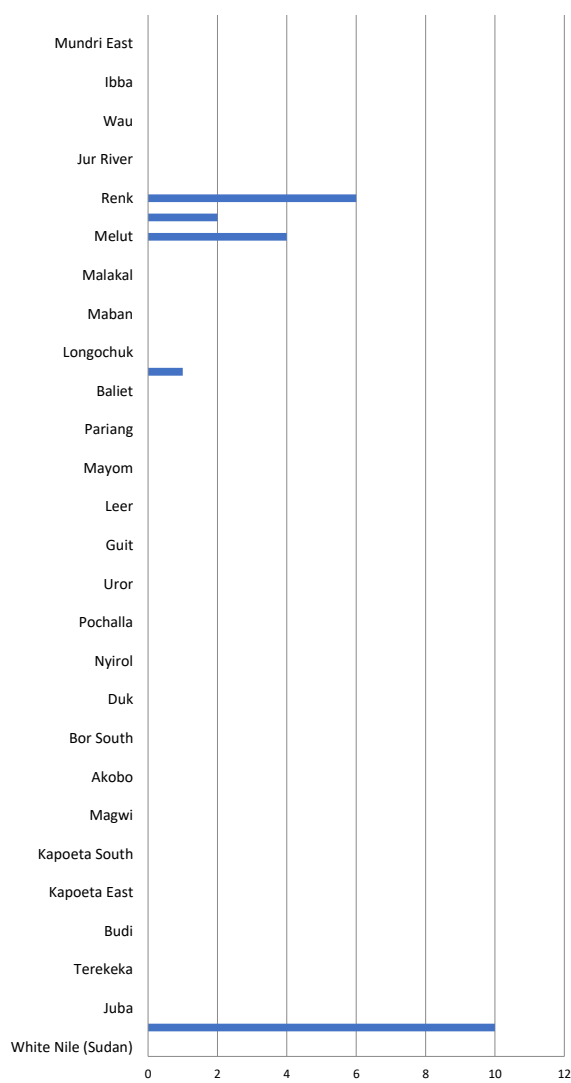 Mundri East
Ibba
Wau
Jur River
Renk
Melut
Malakal
Maban
Longochuk
Baliet
Pariang
Mayom
Leer
Guit
Uror
Pochalla
Nyirol
Duk
Bor South
Akobo
Magwi
Kapoeta South
Kapoeta East
Budi
Terekeka
Juba
White Nile (Sudan)
0 2 4 6 8 10 12